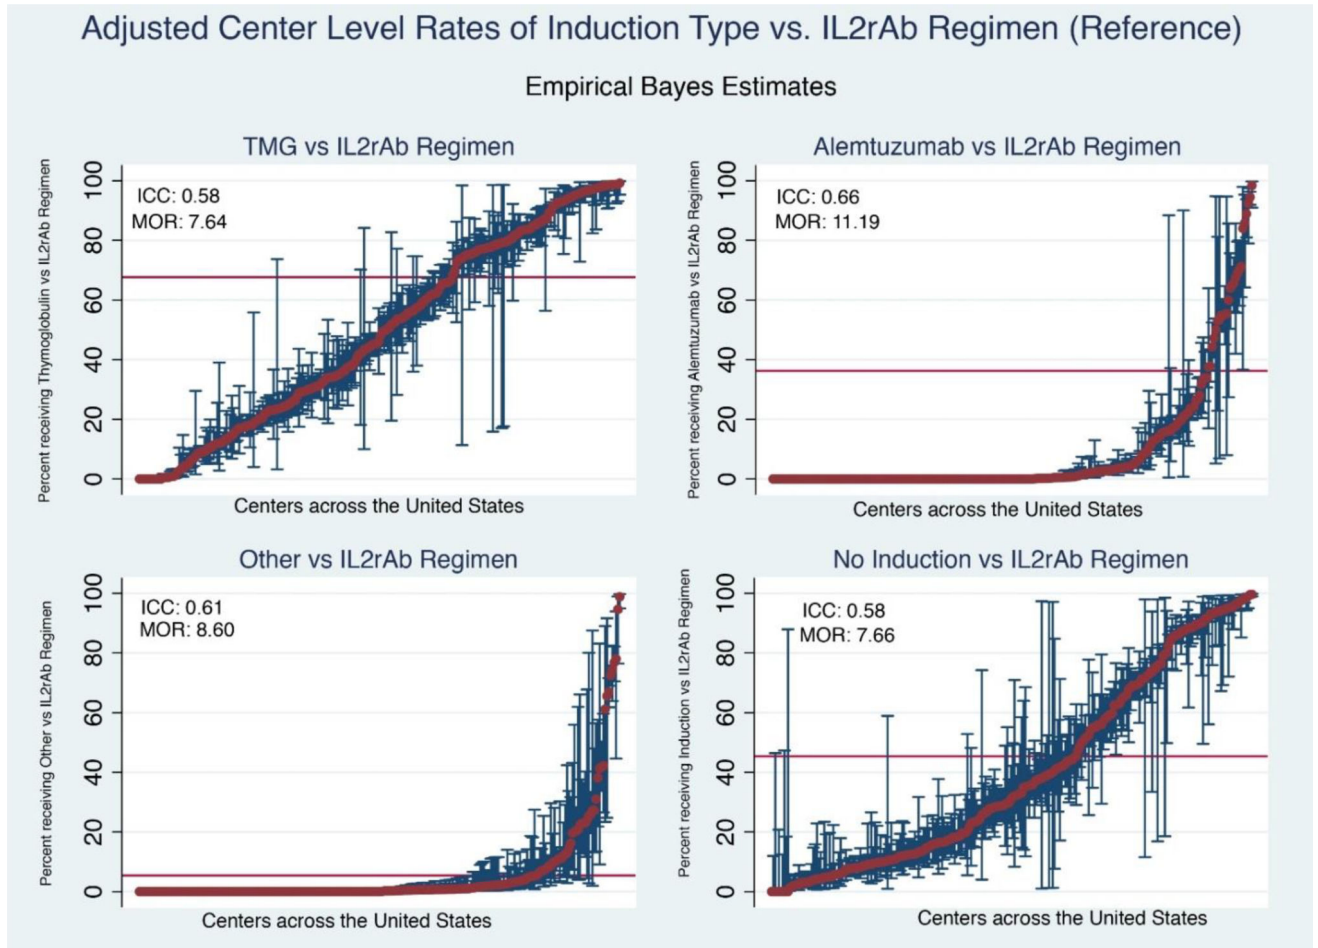 Adjusted Center Level Rates of Induction Type vs. IL2rAb Regimen (Reference)
Empirical Bayes Estimates
TMG vs IL2rAb Regimen
Percent receiving Thymoglobulin vs IL2rAb Regimen
100
80
60
40
20
0
ICC: 0.58
MOR: 7.64
Centers across the United States
Alemtuzumab vs IL2rAb Regimen
Percent receiving Alemtuzumab vs IL2rAb Regimen
100
80
60
40
20
0
ICC: 0.66
MOR: 11.19
Centers across the United States
Other vs IL2rAb Regimen
Percent receiving Other vs IL2rAb Regimen
100
80
60
40
20
0
ICC: 0.61
MOR: 8.60
Centers across the United States
No Induction vs IL2rAb Regimen
Percent receiving Induction vs IL2rAb Regimen
100
80
60
40
20
0
ICC: 0.58
MOR: 7.66
Centers across the United States